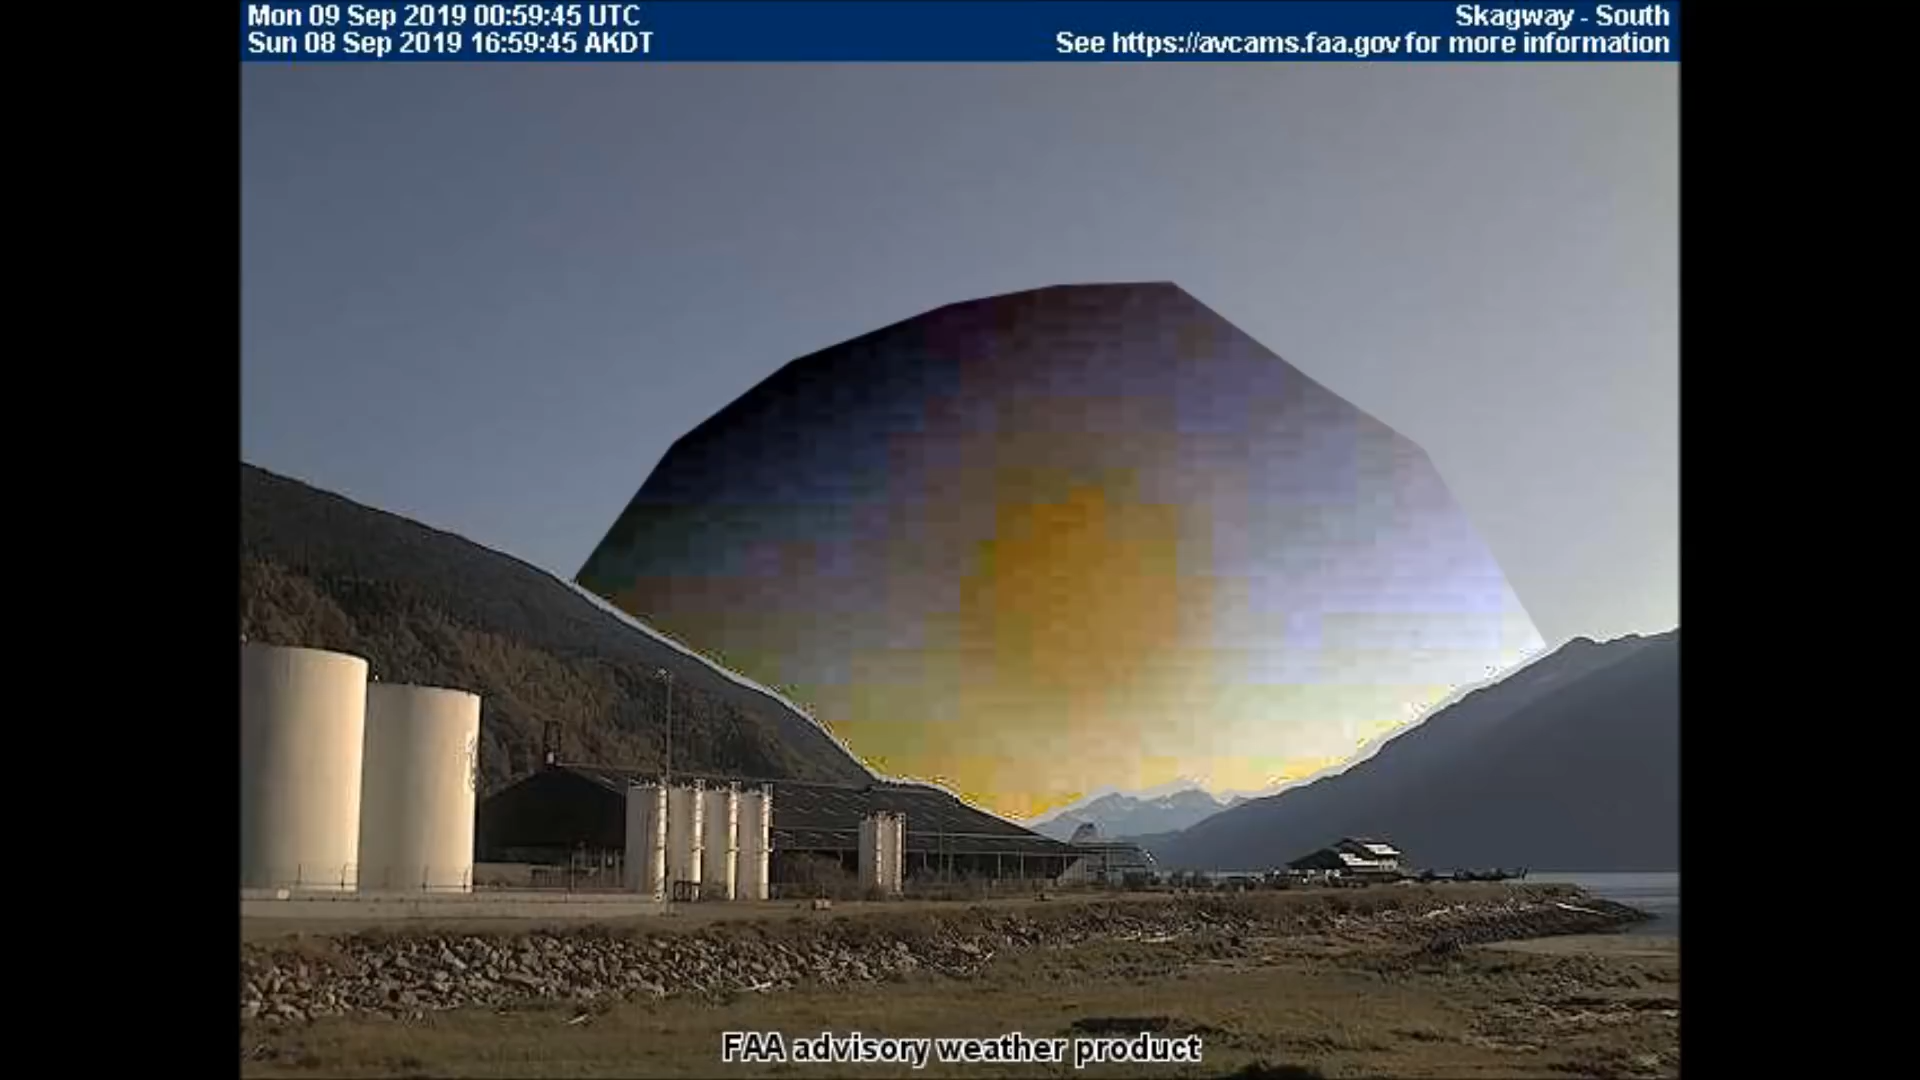 Mon 09 Sep 2019 00:59:45 UTC
Skagway - South
Sun 08 Sep 2019 16:59:45 AKDT
See https://avcams.faa.gov for more information
FAA advisory weather product